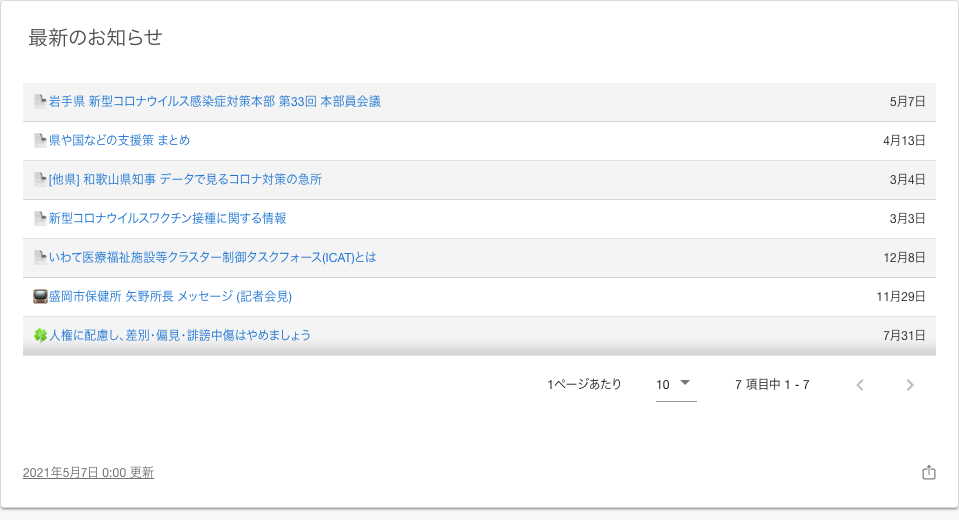 最新のお知らせ
岩手県 新型コロナウイルス感染症対策本部 第33回 本部員会議 5月7日
県や国などの支援策 まとめ 4月13日
[他県] 和歌山県知事 データで見るコロナ対策の急所 3月4日
新型コロナウイルスワクチン接種に関する情報 3月3日
いわて医療福祉施設等クラスター制御タスクフォース(ICAT)とは 12月8日
盛岡市保健所 矢野所長 メッセージ (記者会見) 11月29日
人権に配慮し、差別・偏見・誹謗中傷はやめましょう 7月31日
1ページあたり 10 7 項目中 1 - 7
2021年5月7日 0:00 更新